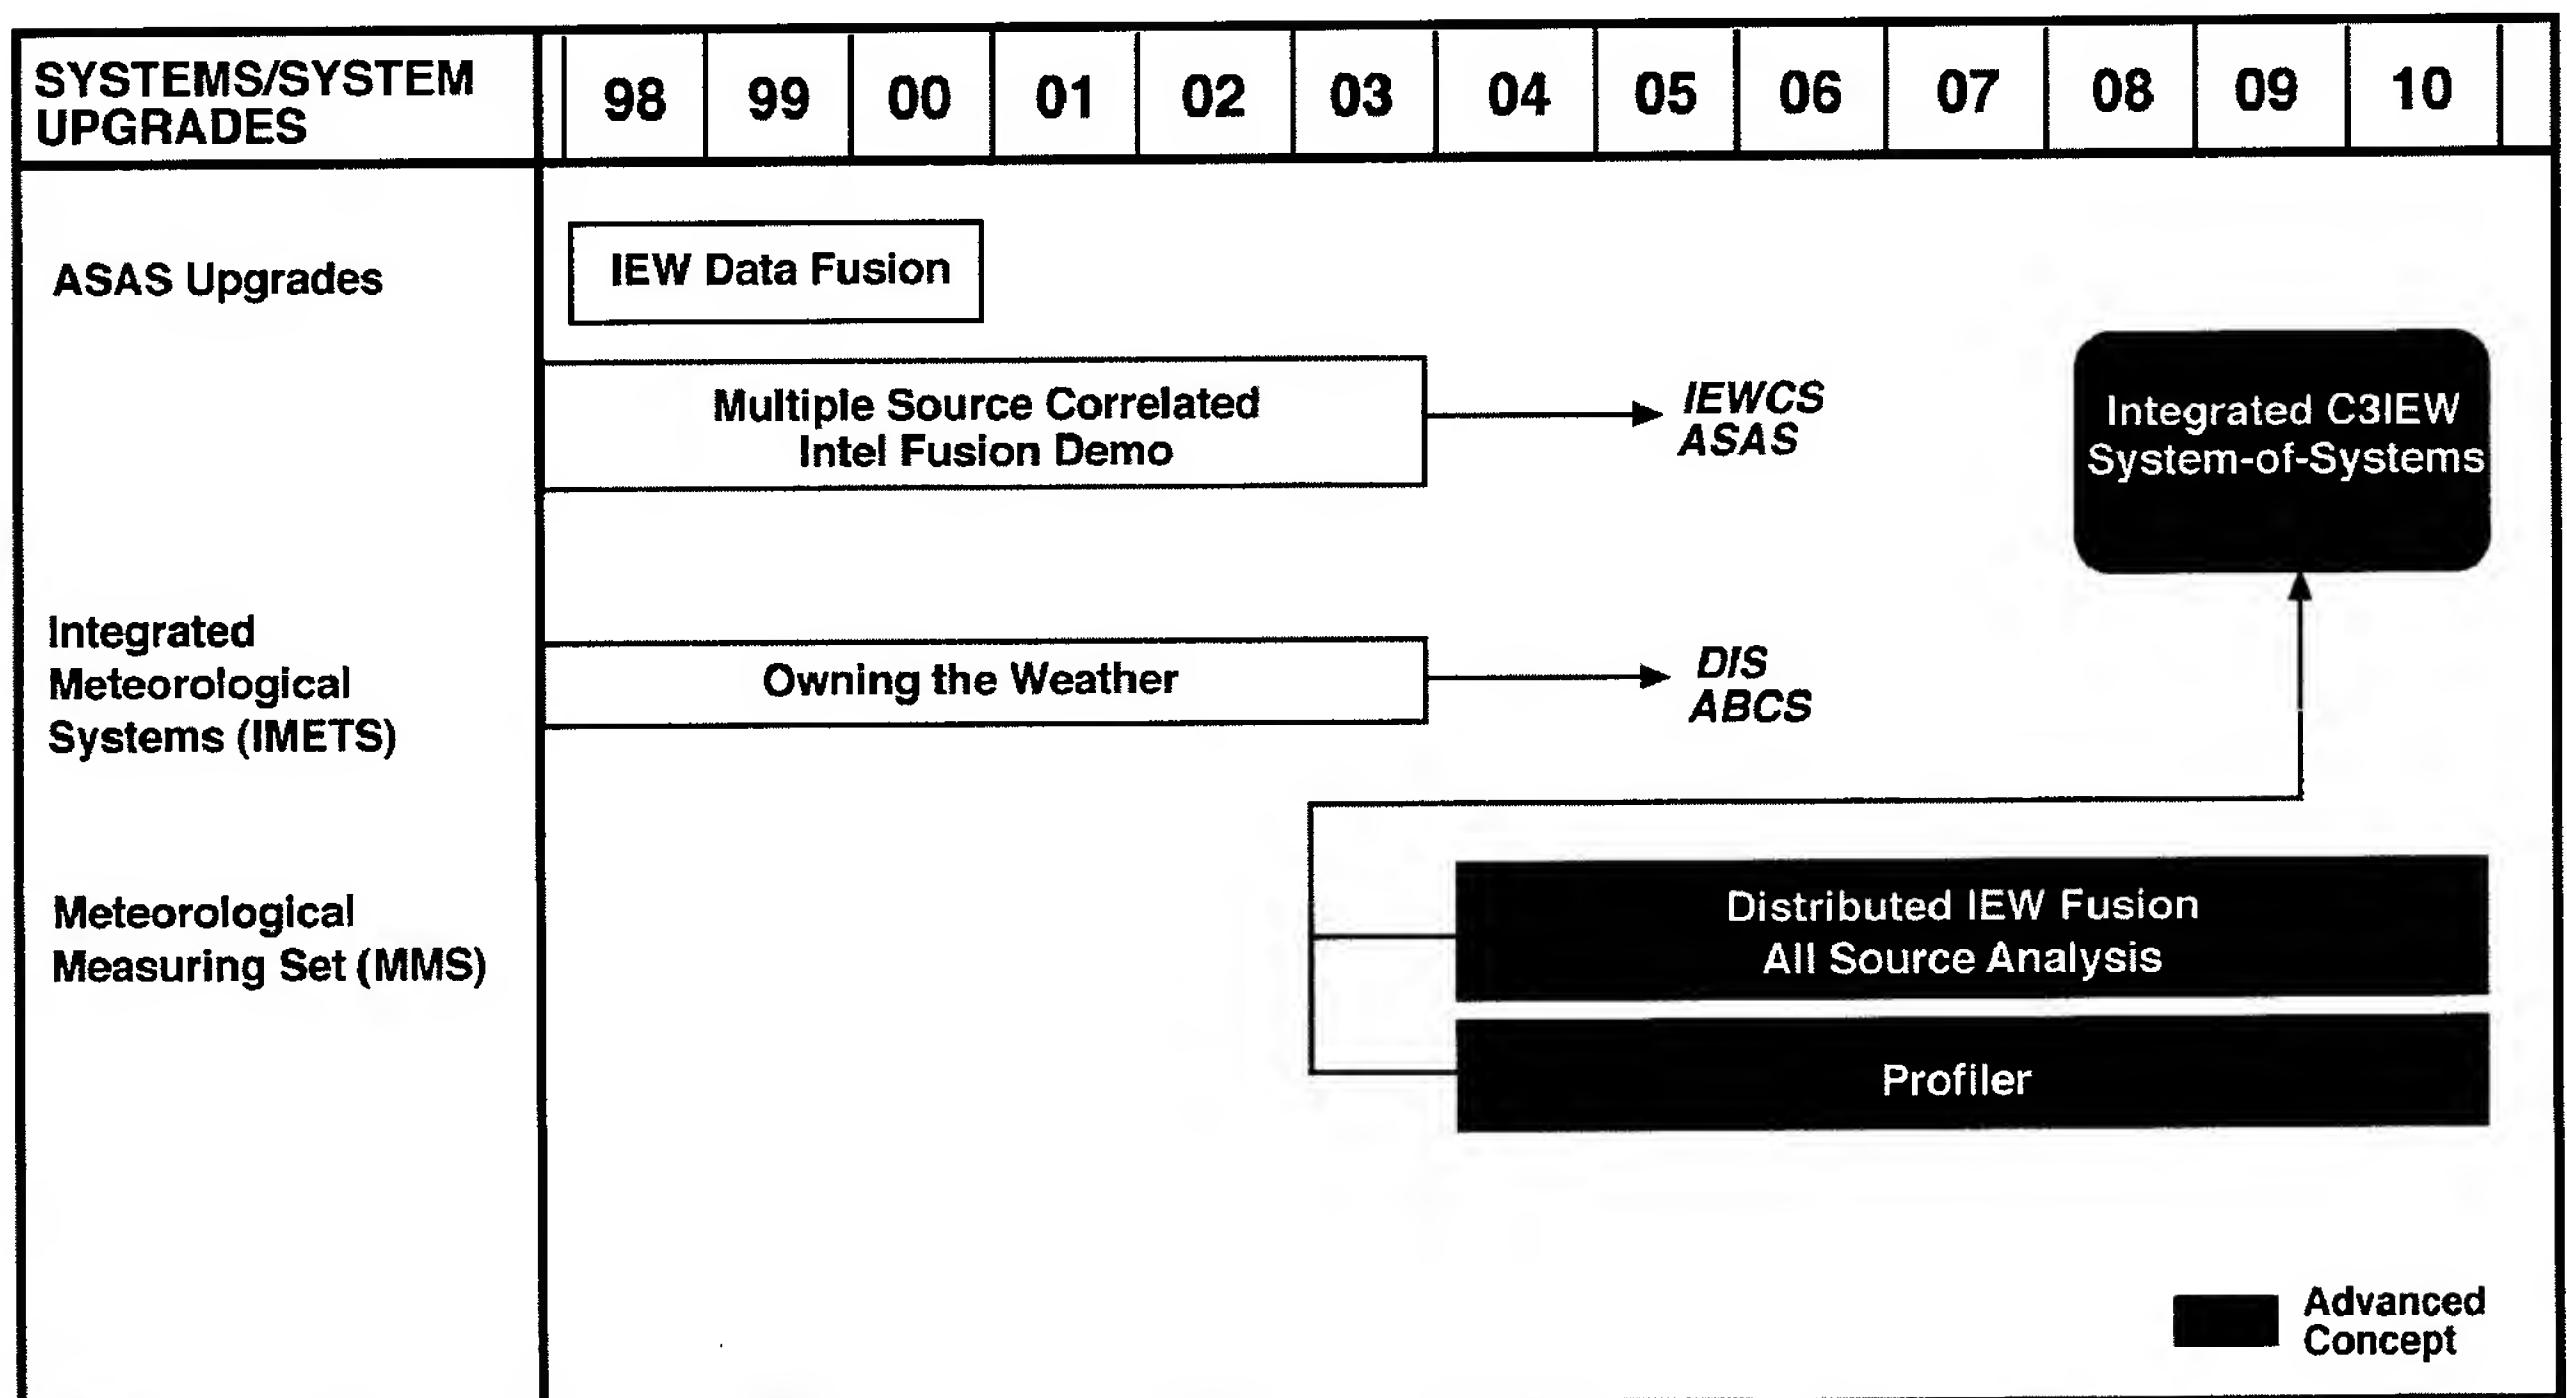 SYSTEMS/SYSTEM
UPGRADES
98 99 00 01 02 03 04 05 06 07 08 09 10
ASAS Upgrades
IEW Data Fusion
Multiple Source Correlated
Intel Fusion Demo
IEWCS
ASAS
Integrated C3IEW
System-of-Systems
Integrated
Meteorological
Systems (IMETS)
Owning the Weather
DIS
ABCS
Meteorological
Measuring Set (MMS)
Distributed IEW Fusion
All Source Analysis
Profiler
Advanced
Concept